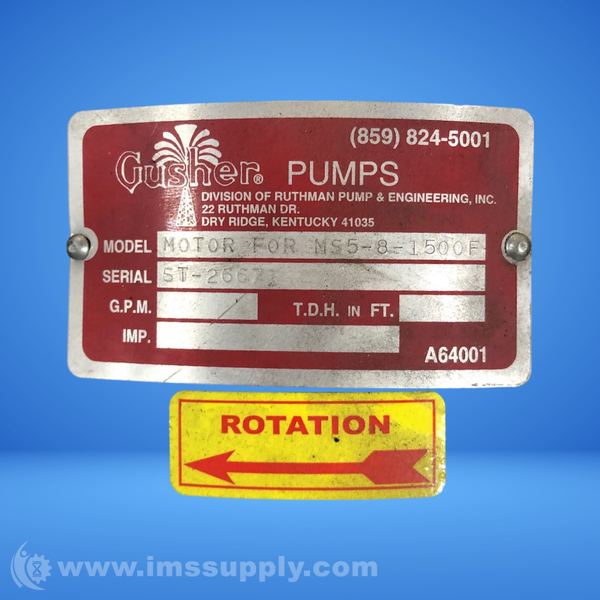 (859) 824-5001
Gusher® PUMPS
DIVISION OF RUTHMAN PUMP & ENGINEERING, INC.
22 RUTHMAN DR.
DRY RIDGE, KENTUCKY 41035
MODEL MOTOR FOR MS5-8-1500F
SERIAL ST-26671
G.P.M. T.D.H. IN FT.
IMP.
A64001
ROTATION
www.imssupply.com